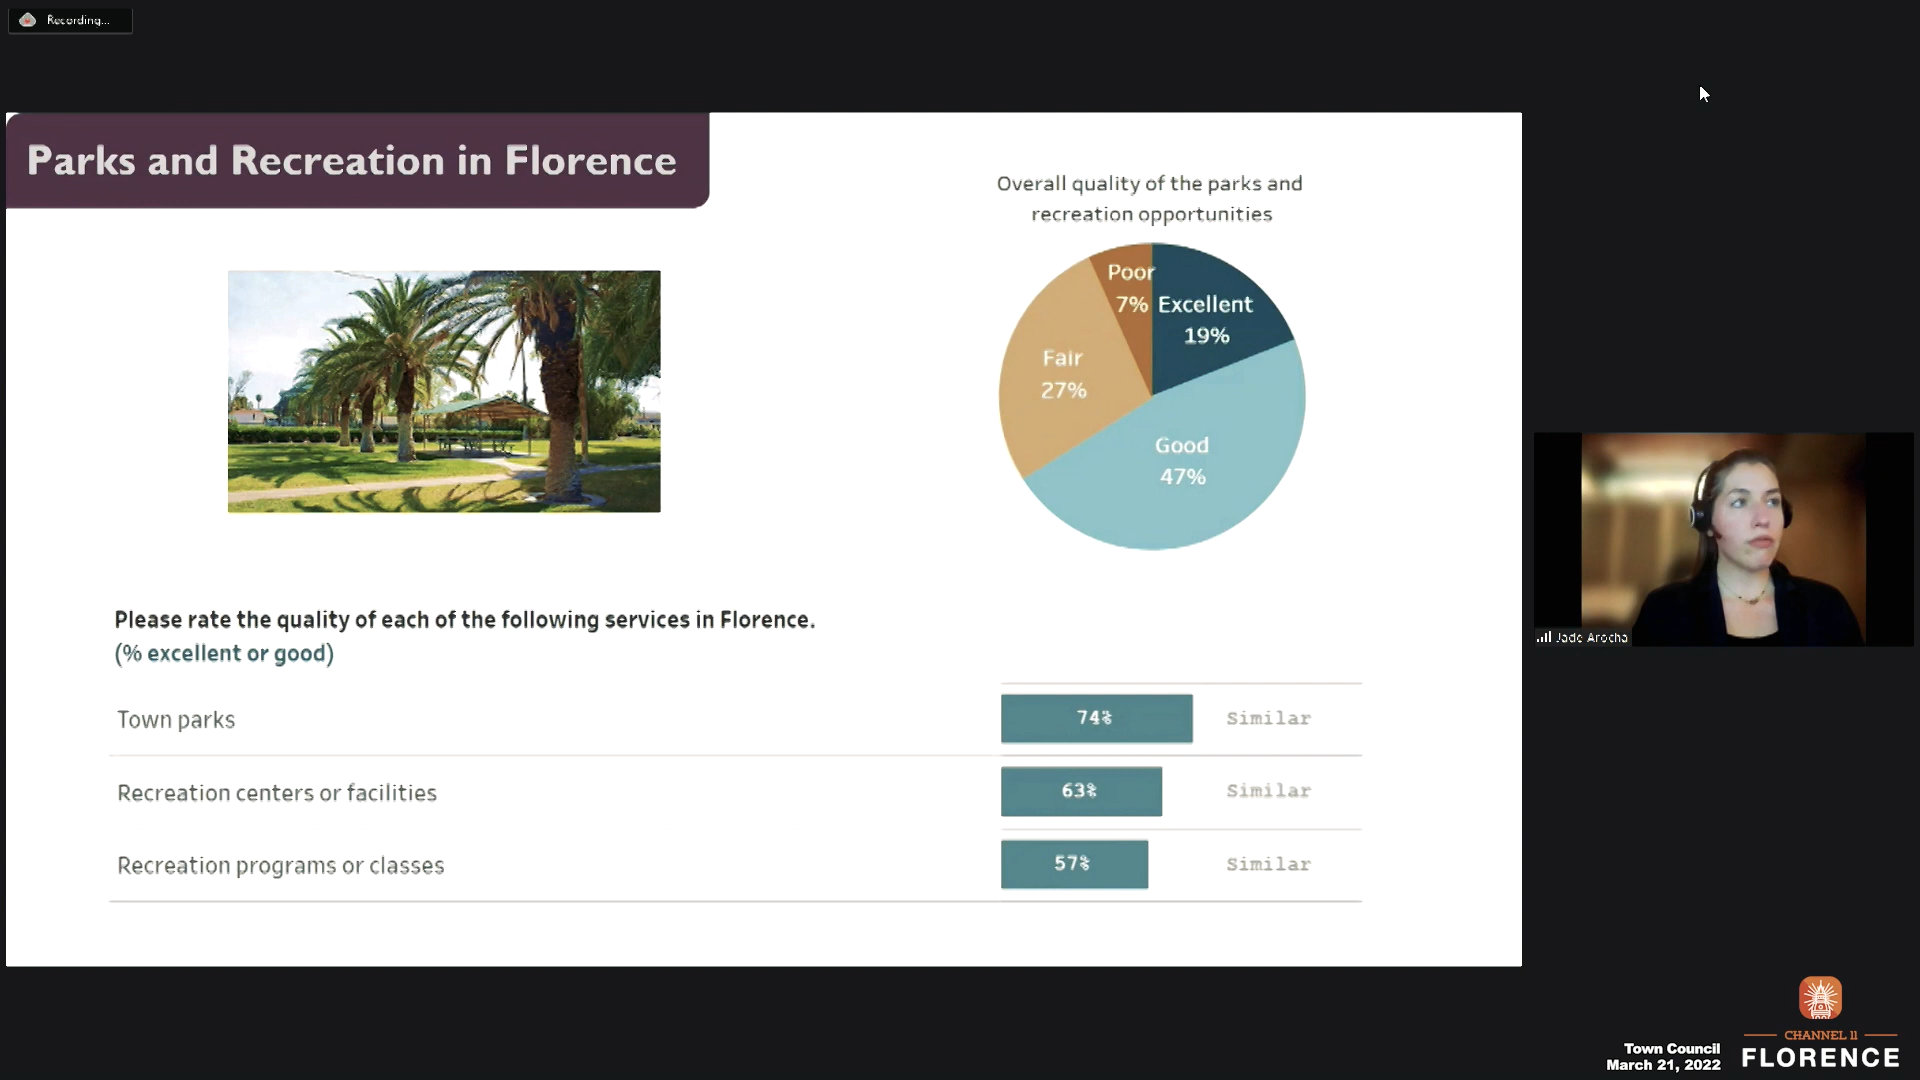 Recording...
Parks and Recreation in Florence
Overall quality of the parks and
recreation opportunities
Poor
7%
Excellent
19%
Fair
27%
Good
47%
Please rate the quality of each of the following services in Florence.
(% excellent or good)
Town parks
74%
Similar
Recreation centers or facilities
63%
Similar
Recreation programs or classes
57%
Similar
Jade Arocha
Town Council
March 21, 2022
CHANNEL 11
FLORENCE